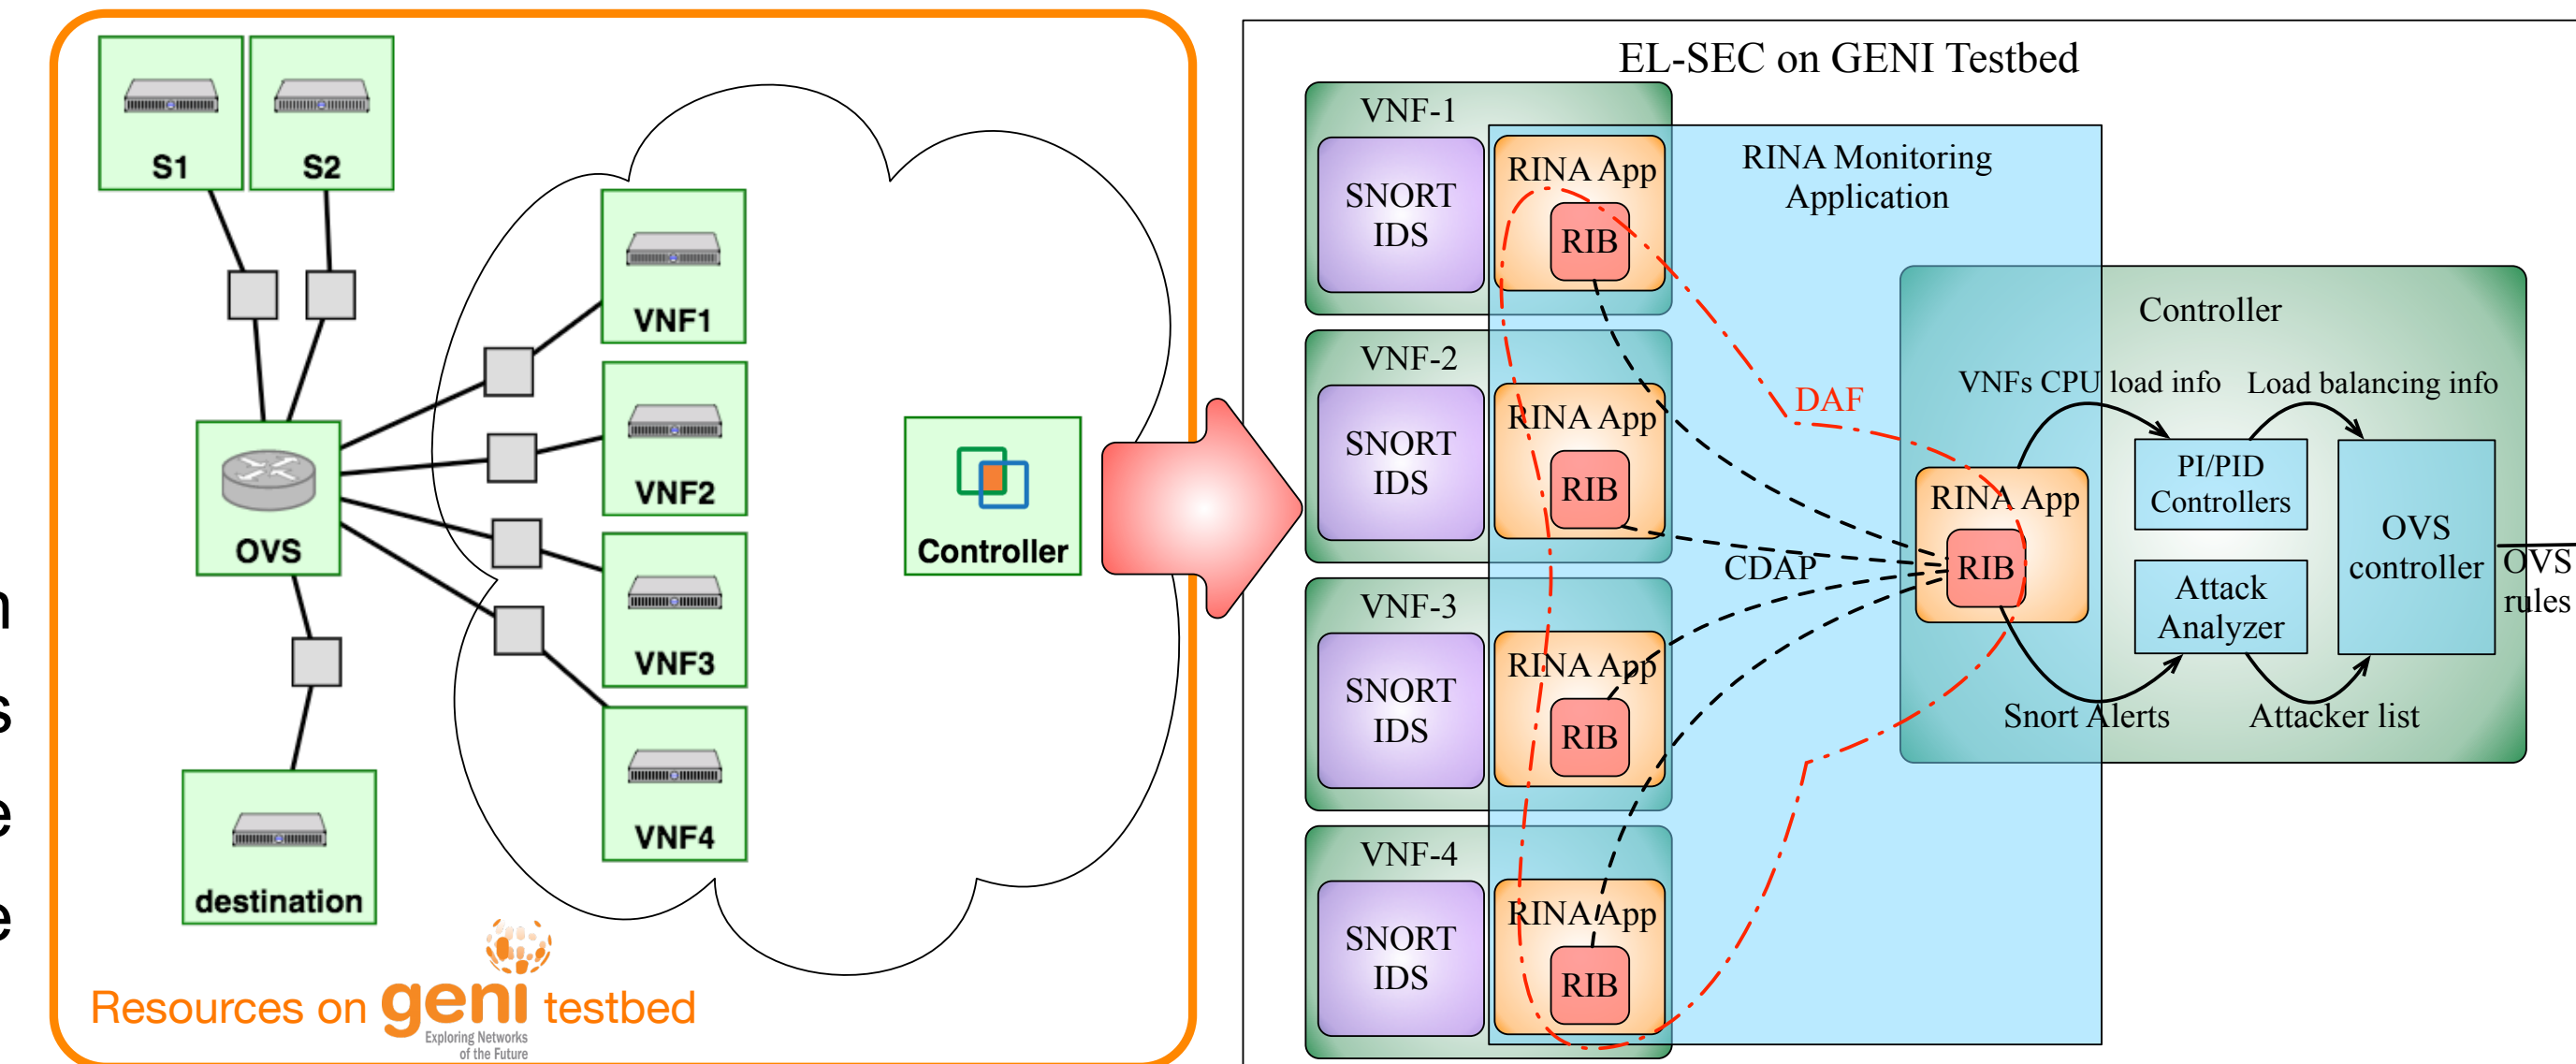 S1
S2
VNF1
VNF2
OVS
VNF3
Controller
VNF4
destination
Resources on geni testbed
Exploring Networks
of the Future
EL-SEC on GENI Testbed
VNF-1
SNORT
IDS
RINA App
RIB
RINA Monitoring
Application
VNF-2
SNORT
IDS
RINA App
RIB
VNF-3
SNORT
IDS
RINA App
RIB
VNF-4
SNORT
IDS
RINA App
RIB
DAF
CDAP
Controller
VNFs CPU load info
Load balancing info
RINA App
RIB
PI/PID
Controllers
Attack
Analyzer
OVS
controller
OVS
rules
Snort Alerts
Attacker list